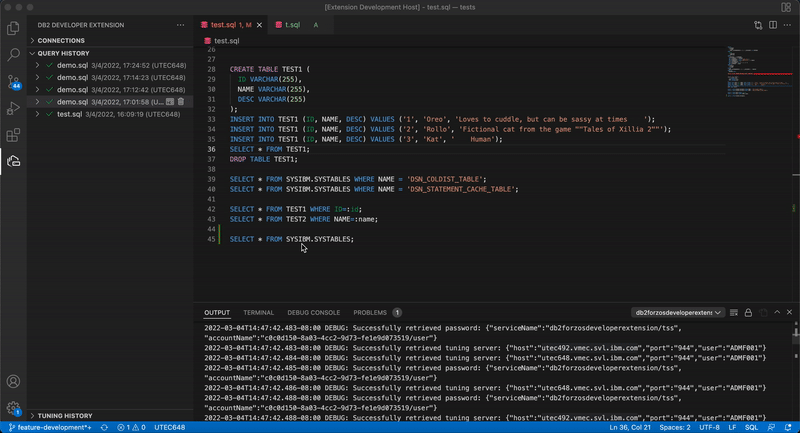 [Extension Development Host] - test.sql — tests
DB2 DEVELOPER EXTENSION
test.sql 1, M
t.sql A
test.sql
CONNECTIONS
QUERY HISTORY
demo.sql 3/4/2022, 17:24:52 (UTEC648)
demo.sql 3/4/2022, 17:14:23 (UTEC648)
demo.sql 3/4/2022, 17:12:42 (UTEC648)
demo.sql 3/4/2022, 17:01:58 (U...
test.sql 3/4/2022, 16:09:19 (UTEC648)
44
26
27
28 CREATE TABLE TEST1 (
29 ID VARCHAR(255),
30 NAME VARCHAR(255),
31 DESC VARCHAR(255)
32 );
33 INSERT INTO TEST1 (ID, NAME, DESC) VALUES ('1', 'Oreo', 'Loves to cuddle, but can be sassy at times    ');
34 INSERT INTO TEST1 (ID, NAME, DESC) VALUES ('2', 'Rollo', 'Fictional cat from the game ""Tales of Xillia 2""');
35 INSERT INTO TEST1 (ID, NAME, DESC) VALUES ('3', 'Kat', '    Human');
36 SELECT * FROM TEST1;
37 DROP TABLE TEST1;
38
39 SELECT * FROM SYSIBM.SYSTABLES WHERE NAME = 'DSN_COLDIST_TABLE';
40 SELECT * FROM SYSIBM.SYSTABLES WHERE NAME = 'DSN_STATEMENT_CACHE_TABLE';
41
42 SELECT * FROM TEST1 WHERE ID=:id;
43 SELECT * FROM TEST2 WHERE NAME=:name;
44
45 SELECT * FROM SYSIBM.SYSTABLES;
OUTPUT TERMINAL DEBUG CONSOLE PROBLEMS 1
db2forzosdeveloperextens
2022-03-04T14:47:42.483-08:00 DEBUG: Successfully retrieved password: {"serviceName":"db2forzosdeveloperextension/tss",
"accountName":"c0c0d150-8a03-4cc2-9d73-fe1e9d073519/user"}
2022-03-04T14:47:42.483-08:00 DEBUG: Successfully retrieved tuning server: {"host":"utec492.vmec.svl.ibm.com","port":"944","user":"ADMF001"}
2022-03-04T14:47:42.484-08:00 DEBUG: Successfully retrieved tuning server: {"host":"utec648.vmec.svl.ibm.com","port":"944","user":"ADMF001"}
2022-03-04T14:47:42.485-08:00 DEBUG: Successfully retrieved password: {"serviceName":"db2forzosdeveloperextension/tss",
"accountName":"c0c0d150-8a03-4cc2-9d73-fe1e9d073519/user"}
2022-03-04T14:47:42.486-08:00 DEBUG: Successfully retrieved tuning server: {"host":"utec648.vmec.svl.ibm.com","port":"944","user":"ADMF001"}
2022-03-04T14:47:42.488-08:00 DEBUG: Successfully retrieved password: {"serviceName":"db2forzosdeveloperextension/tss",
"accountName":"c0c0d150-8a03-4cc2-9d73-fe1e9d073519/user"}
2022-03-04T14:47:42.489-08:00 DEBUG: Successfully retrieved tuning server: {"host":"utec492.vmec.svl.ibm.com","port":"944","user":"ADMF001"}
TUNING HISTORY
1
feature-development*+ 1 0 UTEC648
Ln 36, Col 21 Spaces: 2 UTF-8 LF SQL